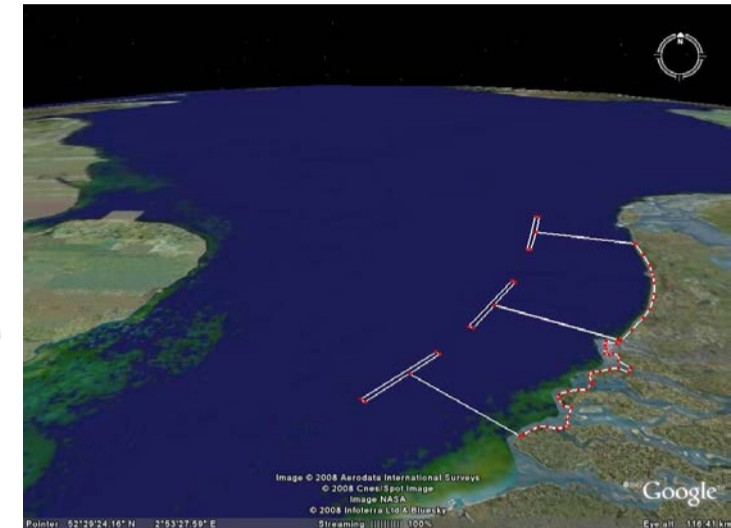 N
Image © 2008 Aerodata International Surveys
© 2008 Cnes/Spot Image
Image NASA
© 2008 Infoterra Ltd & Bluesky
Google
Pointer 52°29'24.16" N 2°53'27.59" E Streaming |||||||||| 100% Eye alt 116.41 km